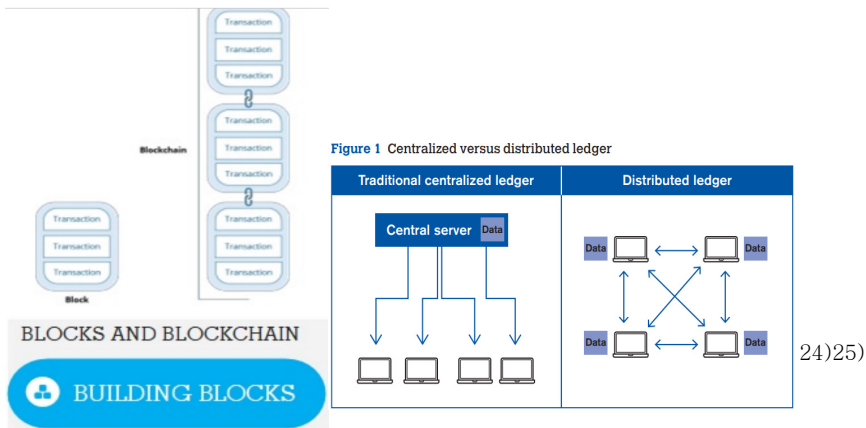 Transaction
Transaction
Transaction
Transaction
Transaction
Transaction
Blockchain
Transaction
Transaction
Transaction
Transaction
Transaction
Transaction
Block
BLOCKS AND BLOCKCHAIN
BUILDING BLOCKS
Figure 1 Centralized versus distributed ledger
Traditional centralized ledger
Distributed ledger
Central server
Data
Data
Data
Data
Data
24)25)